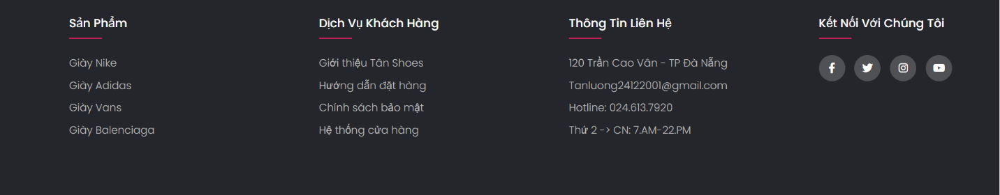 Sản Phẩm
Giày Nike
Giày Adidas
Giày Vans
Giày Balenciaga
Dịch Vụ Khách Hàng
Giới thiệu Tân Shoes
Hướng dẫn đặt hàng
Chính sách bảo mật
Hệ thống cửa hàng
Thông Tin Liên Hệ
120 Trần Cao Vân - TP Đà Nẵng
Tanluong24122001@gmail.com
Hotline: 024.613.7920
Thứ 2 -> CN: 7.AM-22.PM
Kết Nối Với Chúng Tôi